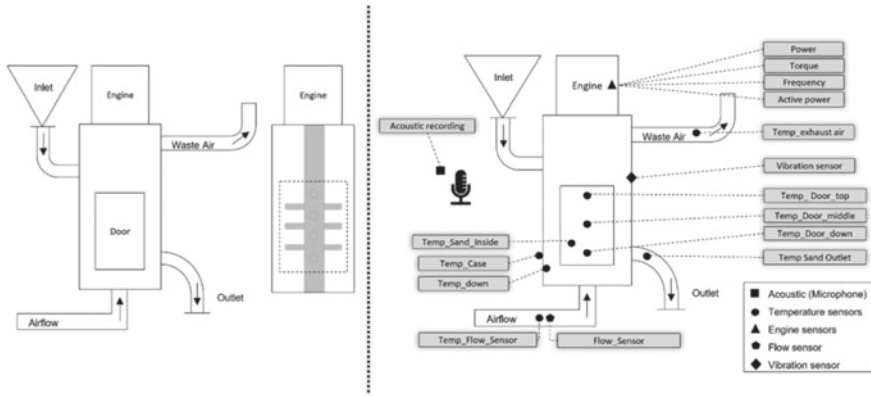 Inlet
Engine
Engine
Waste Air
Door
Outlet
Airflow
Inlet
Engine
Power
Torque
Frequency
Active power
Acoustic recording
Waste Air
Temp_exhaust air
Vibration sensor
Temp_ Door_top
Temp_Door_middle
Temp_Door_down
Temp_Sand_Inside
Temp_Case
Temp_down
Temp Sand Outlet
Outlet
Airflow
Temp_Flow_Sensor
Flow_Sensor
Acoustic (Microphone)
Temperature sensors
Engine sensors
Flow sensor
Vibration sensor